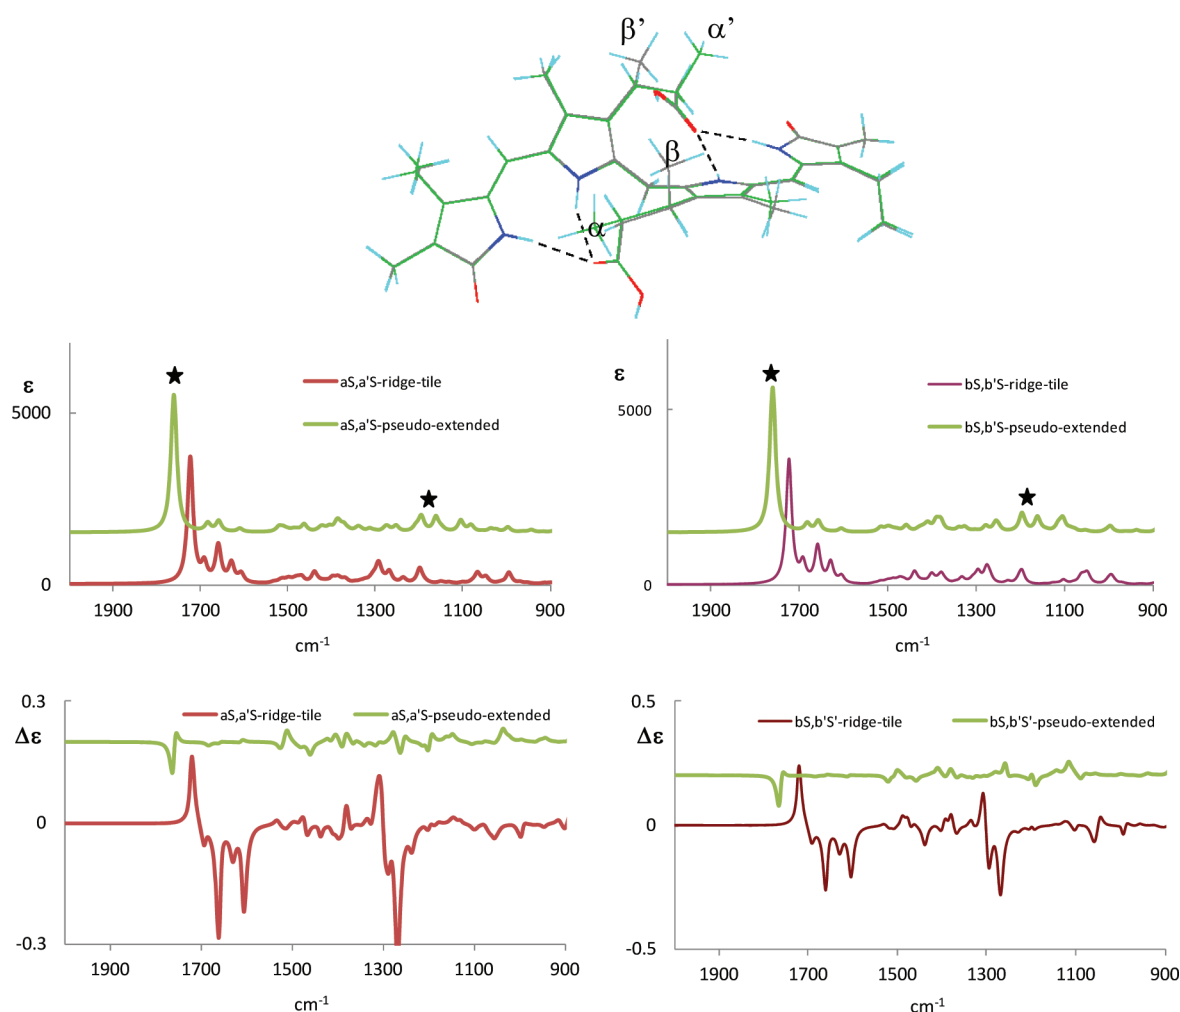 β’ α’
β
α
ε
5000
0
aS,a'S-ridge-tile
aS,a'S-pseudo-extended
1900 1700 1500 1300 1100 900
cm-1
ε
5000
0
bS,b'S-ridge-tile
bS,b'S-pseudo-extended
1900 1700 1500 1300 1100 900
cm-1
0.3
Δε
0
-0.3
aS,a'S-ridge-tile aS,a'S-pseudo-extended
1900 1700 1500 1300 1100 900
cm-1
0.5
Δε
0
-0.5
bS,b'S'-ridge-tile bS,b'S'-pseudo-extended
1900 1700 1500 1300 1100 900
cm-1